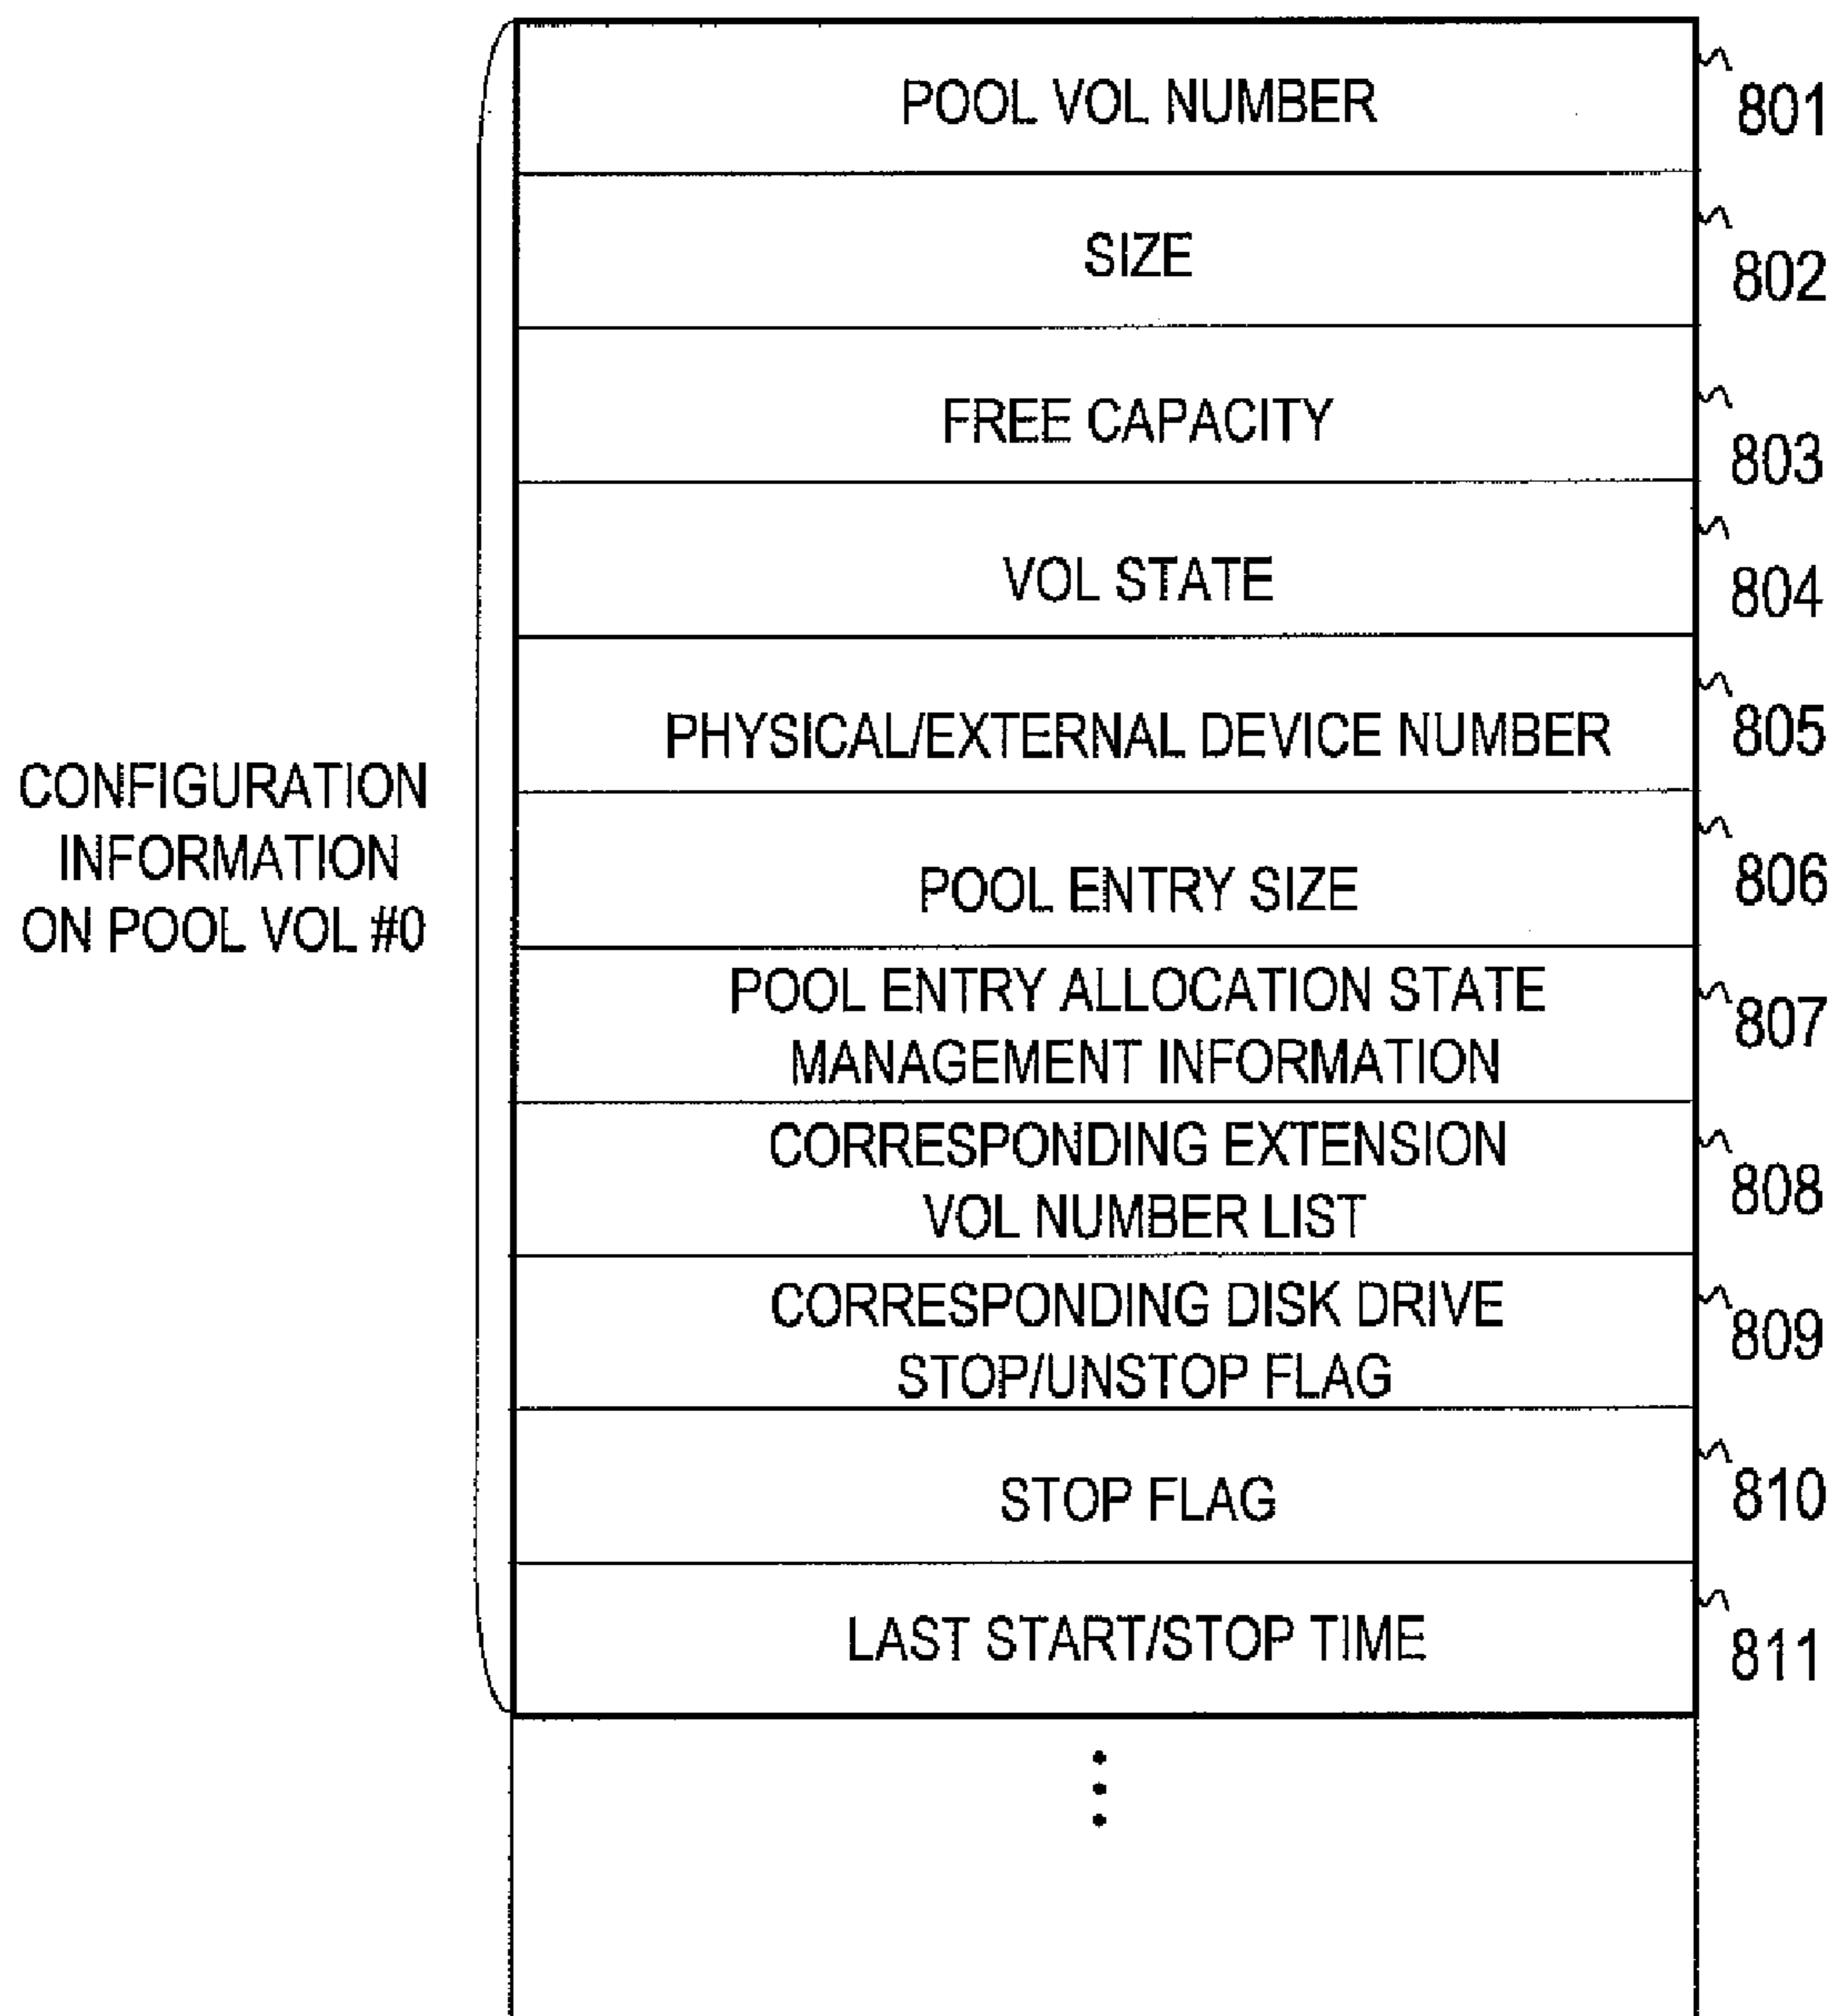 POOL VOL NUMBER
801
SIZE
802
FREE CAPACITY
803
VOL STATE
804
PHYSICAL/EXTERNAL DEVICE NUMBER
805
CONFIGURATION
INFORMATION
ON POOL VOL #0
POOL ENTRY SIZE
806
POOL ENTRY ALLOCATION STATE
MANAGEMENT INFORMATION
807
CORRESPONDING EXTENSION
VOL NUMBER LIST
808
CORRESPONDING DISK DRIVE
STOP/UNSTOP FLAG
809
STOP FLAG
810
LAST START/STOP TIME
811